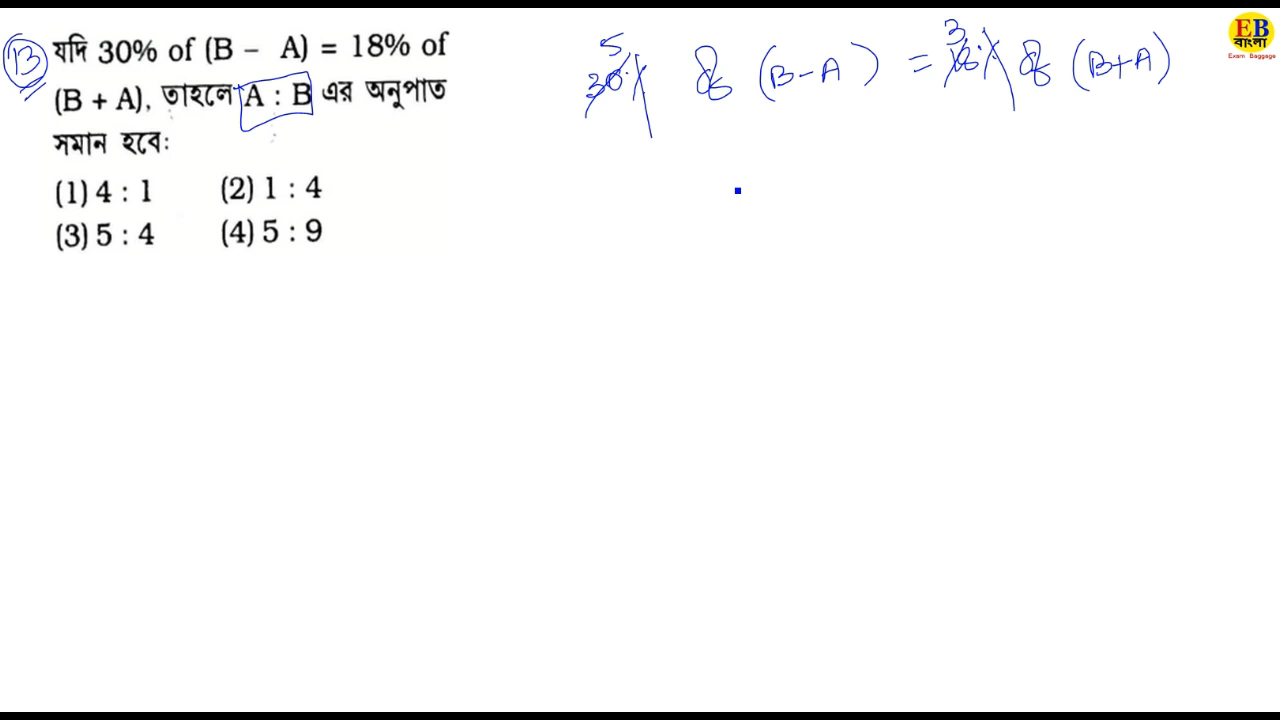 13
যদি 30% of (B – A) = 18% of
(B + A), তাহলে A : B এর অনুপাত
সমান হবে:
(1) 4 : 1 (2) 1 : 4
(3) 5 : 4 (4) 5 : 9
5 3
30% of (B-A) = 18% of (B+A)
EB
বাংলা
Exam Baggage